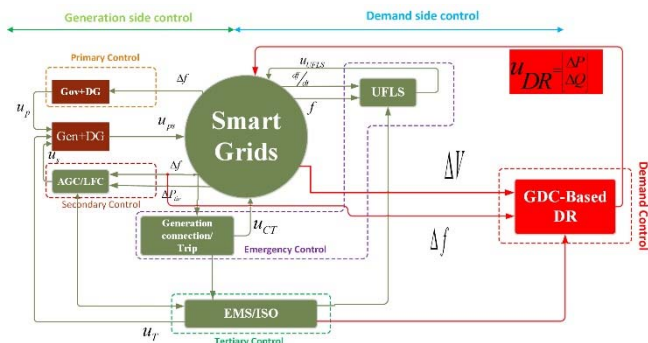 Generation side control
Demand side control
Primary Control
Gov+DG
Δf
u_p
Gen+DG
u_ps
u_s
AGC/LFC
Δf
ΔP_tie
Secondary Control
Smart
Grids
u_UFLS
df/dt
f
UFLS
u_DR = [ΔP
ΔQ]
ΔV
Δf
GDC-Based
DR
Demand Control
Generation
connection/
Trip
u_CT
Emergency Control
EMS/ISO
u_T
Tertiary Control